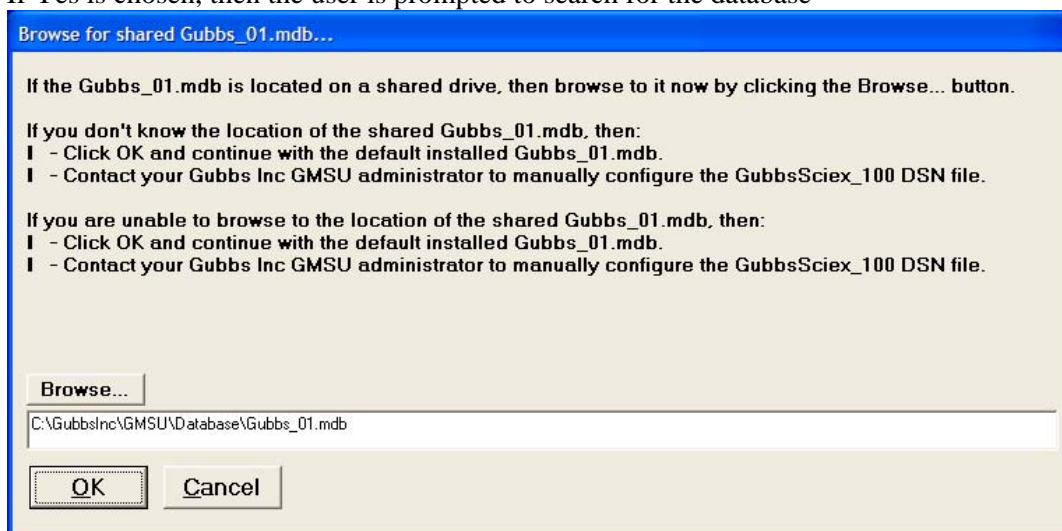 If Yes is chosen, then the user is prompted to search for the database
Browse for shared Gubbs_01.mdb...
If the Gubbs_01.mdb is located on a shared drive, then browse to it now by clicking the Browse... button.
If you don't know the location of the shared Gubbs_01.mdb, then:
- Click OK and continue with the default installed Gubbs_01.mdb.
- Contact your Gubbs Inc GMSU administrator to manually configure the GubbsSciex_100 DSN file.
If you are unable to browse to the location of the shared Gubbs_01.mdb, then:
- Click OK and continue with the default installed Gubbs_01.mdb.
- Contact your Gubbs Inc GMSU administrator to manually configure the GubbsSciex_100 DSN file.
Browse...
C:\GubbsInc\GMSU\Database\Gubbs_01.mdb
OK Cancel